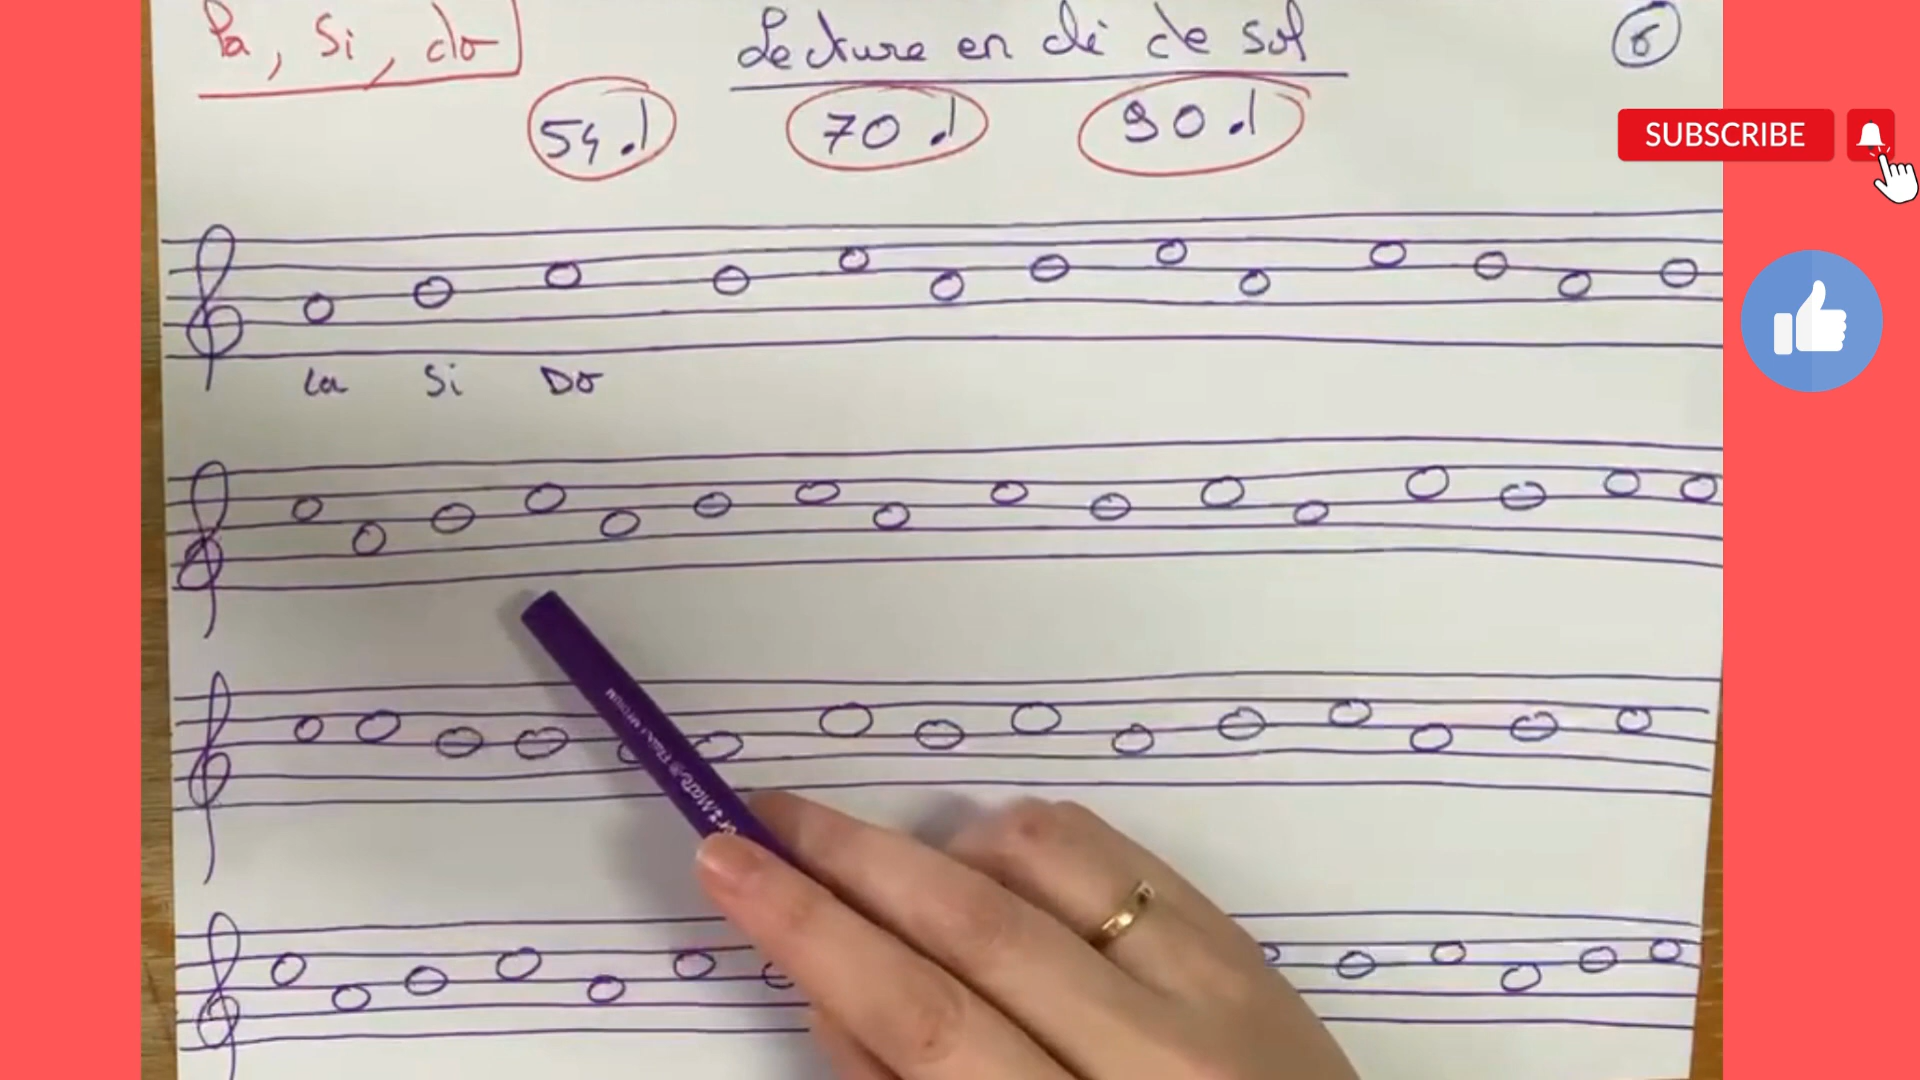 La, Si, do
Lecture en clé de sol
6
54
70
90
SUBSCRIBE
La Si Do